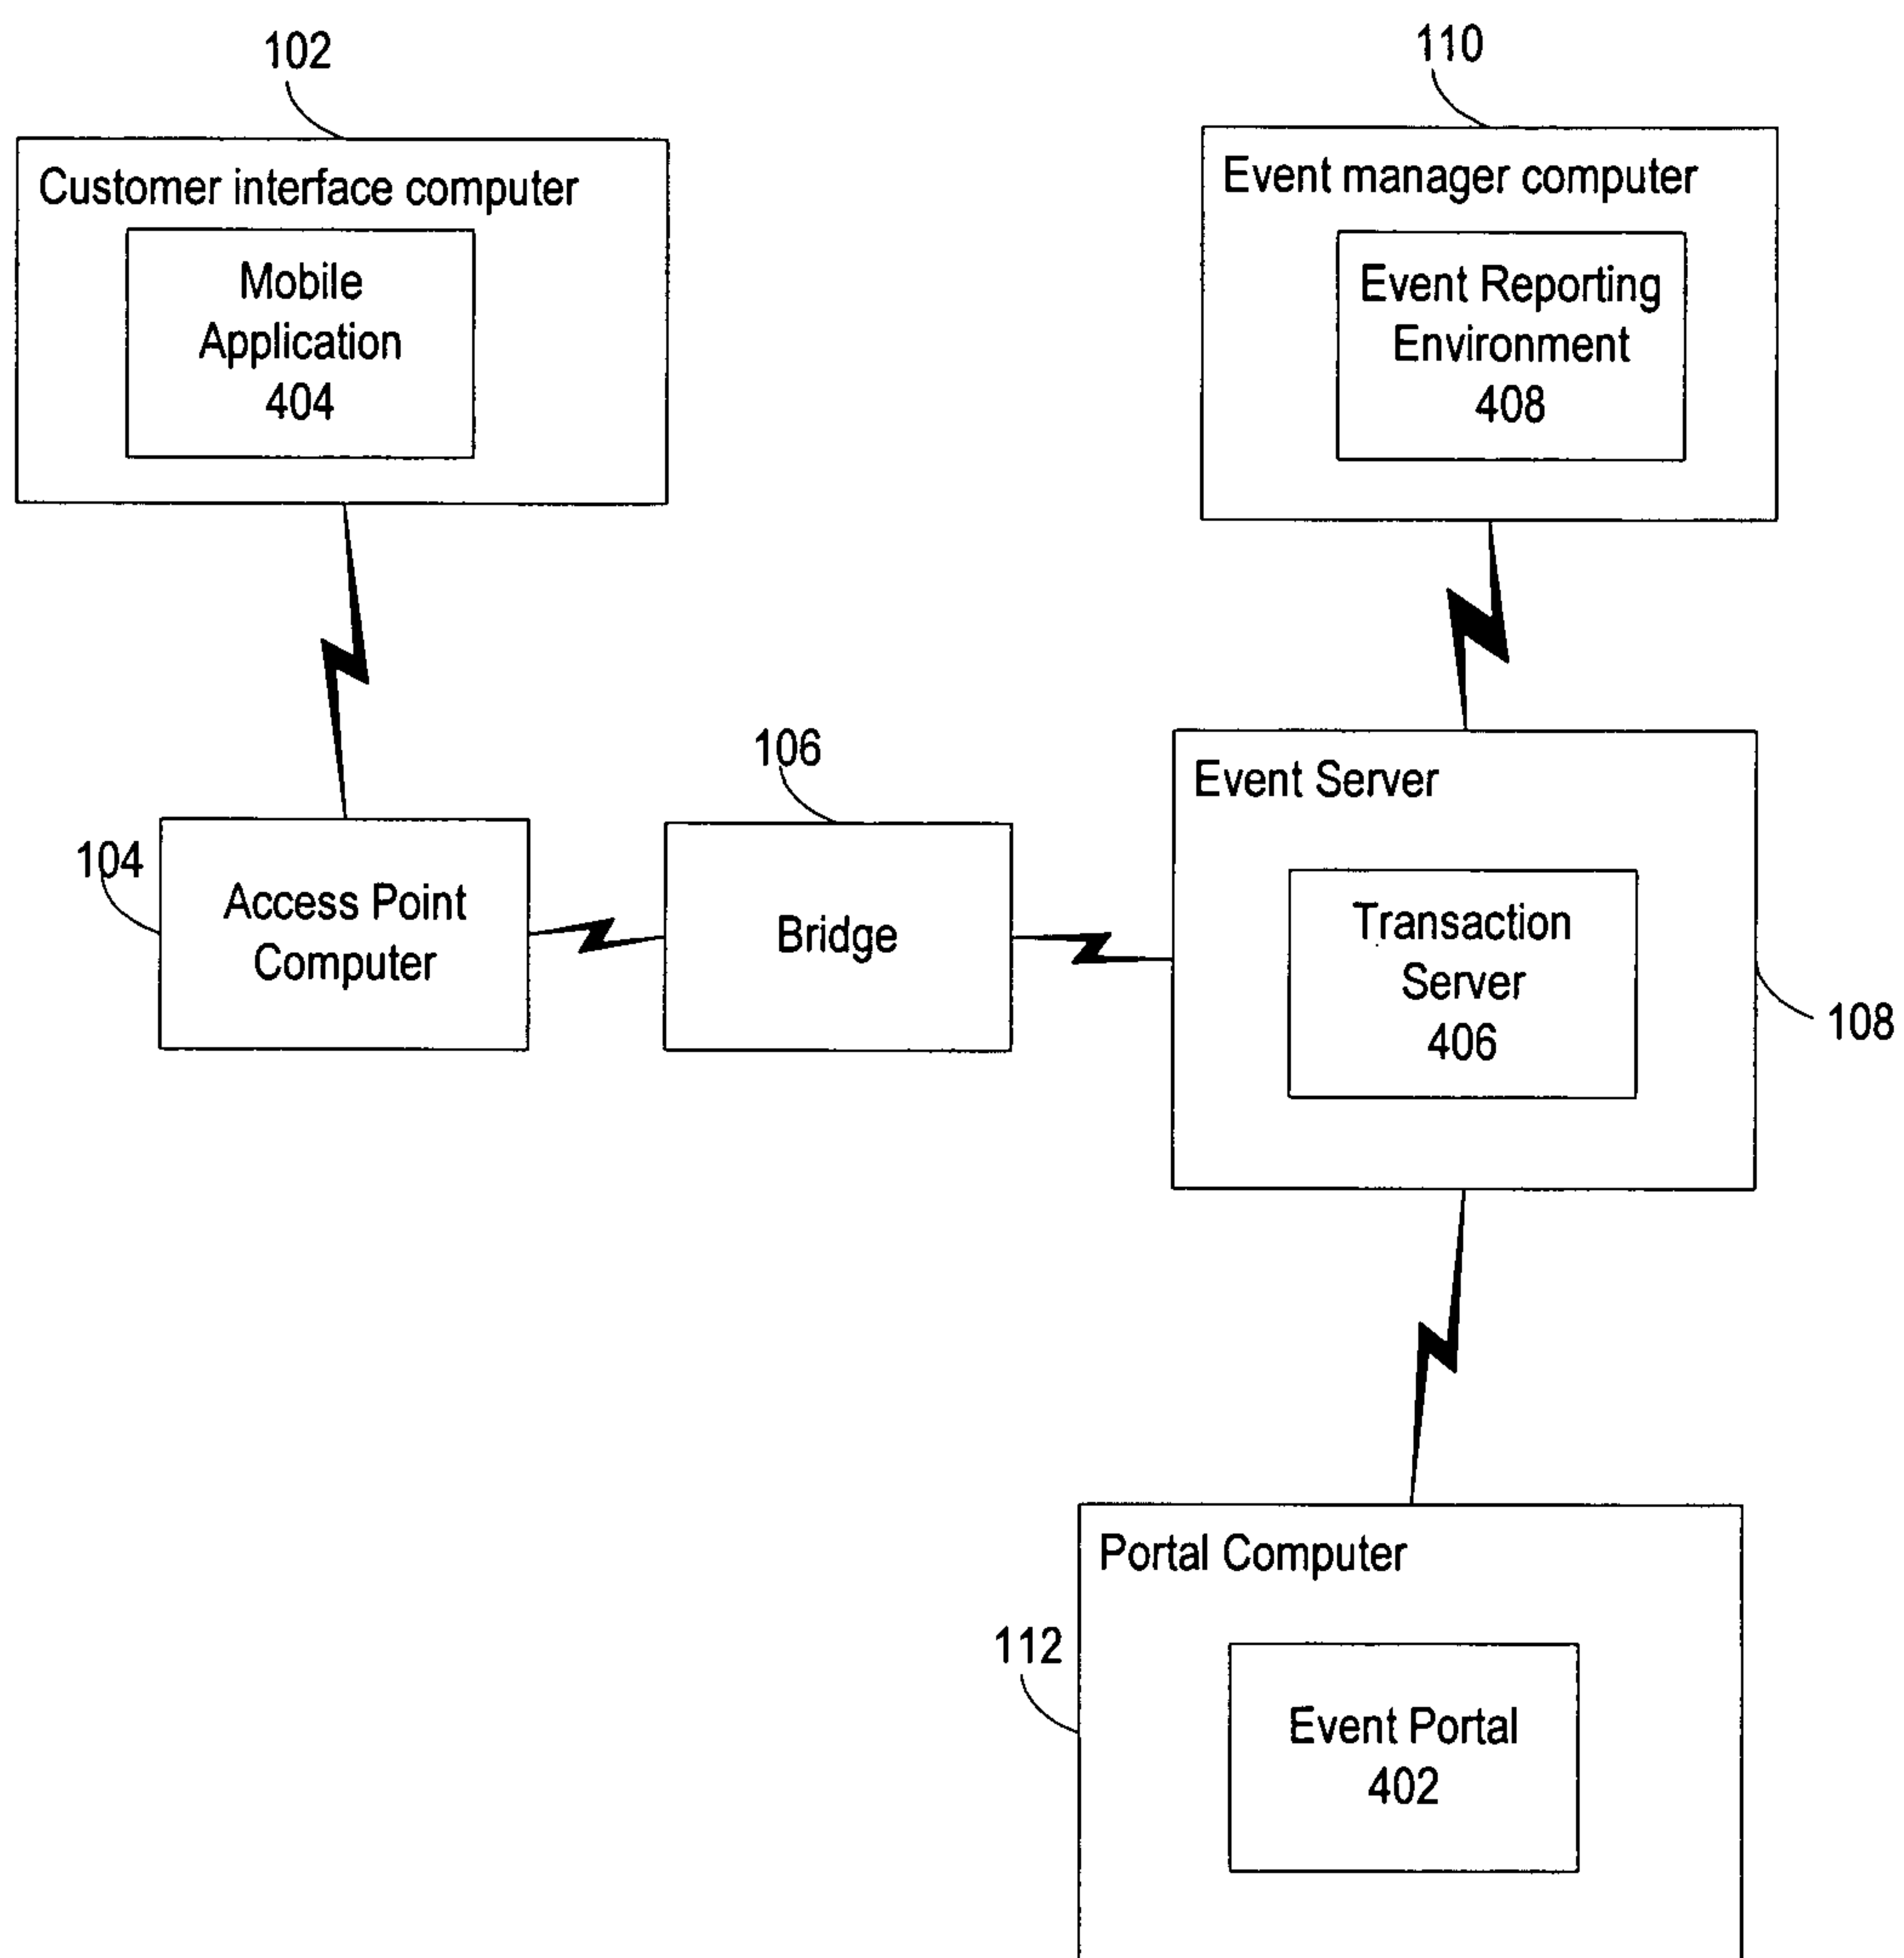 102
110
Customer interface computer
Mobile
Application
404
Event manager computer
Event Reporting
Environment
408
106
104
Access Point
Computer
Bridge
Event Server
Transaction
Server
406
108
Portal Computer
112
Event Portal
402